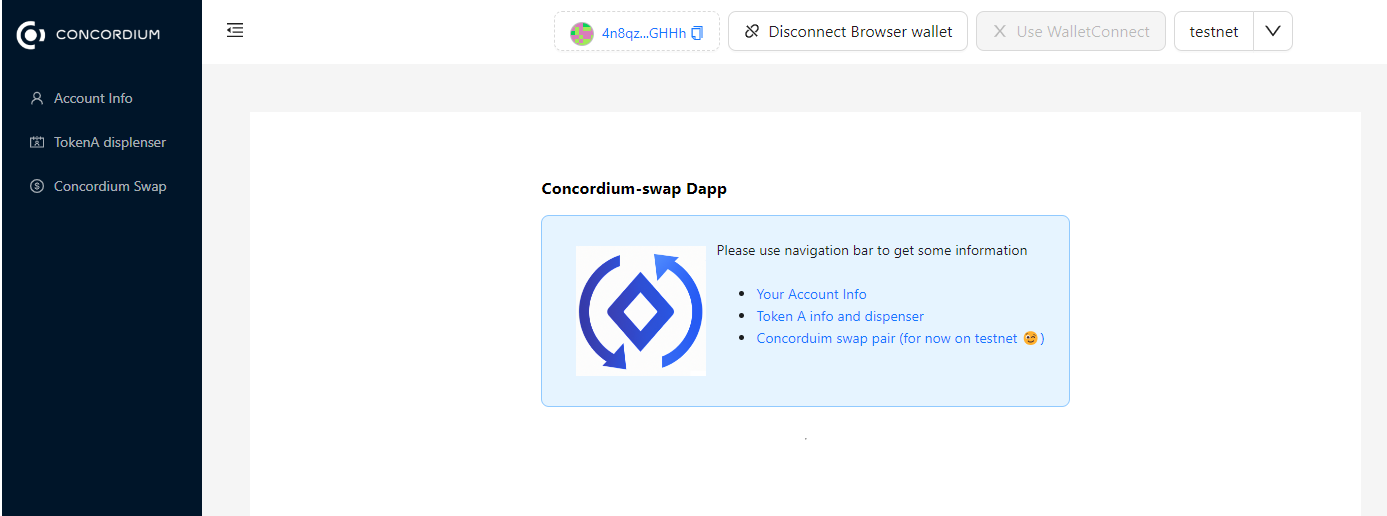 CONCORDIUM
4n8qz...GHHh
Disconnect Browser wallet
Use WalletConnect
testnet
Account Info
TokenA displenser
Concordium Swap
Concordium-swap Dapp
Please use navigation bar to get some information
Your Account Info
Token A info and dispenser
Concorduim swap pair (for now on testnet 😉)